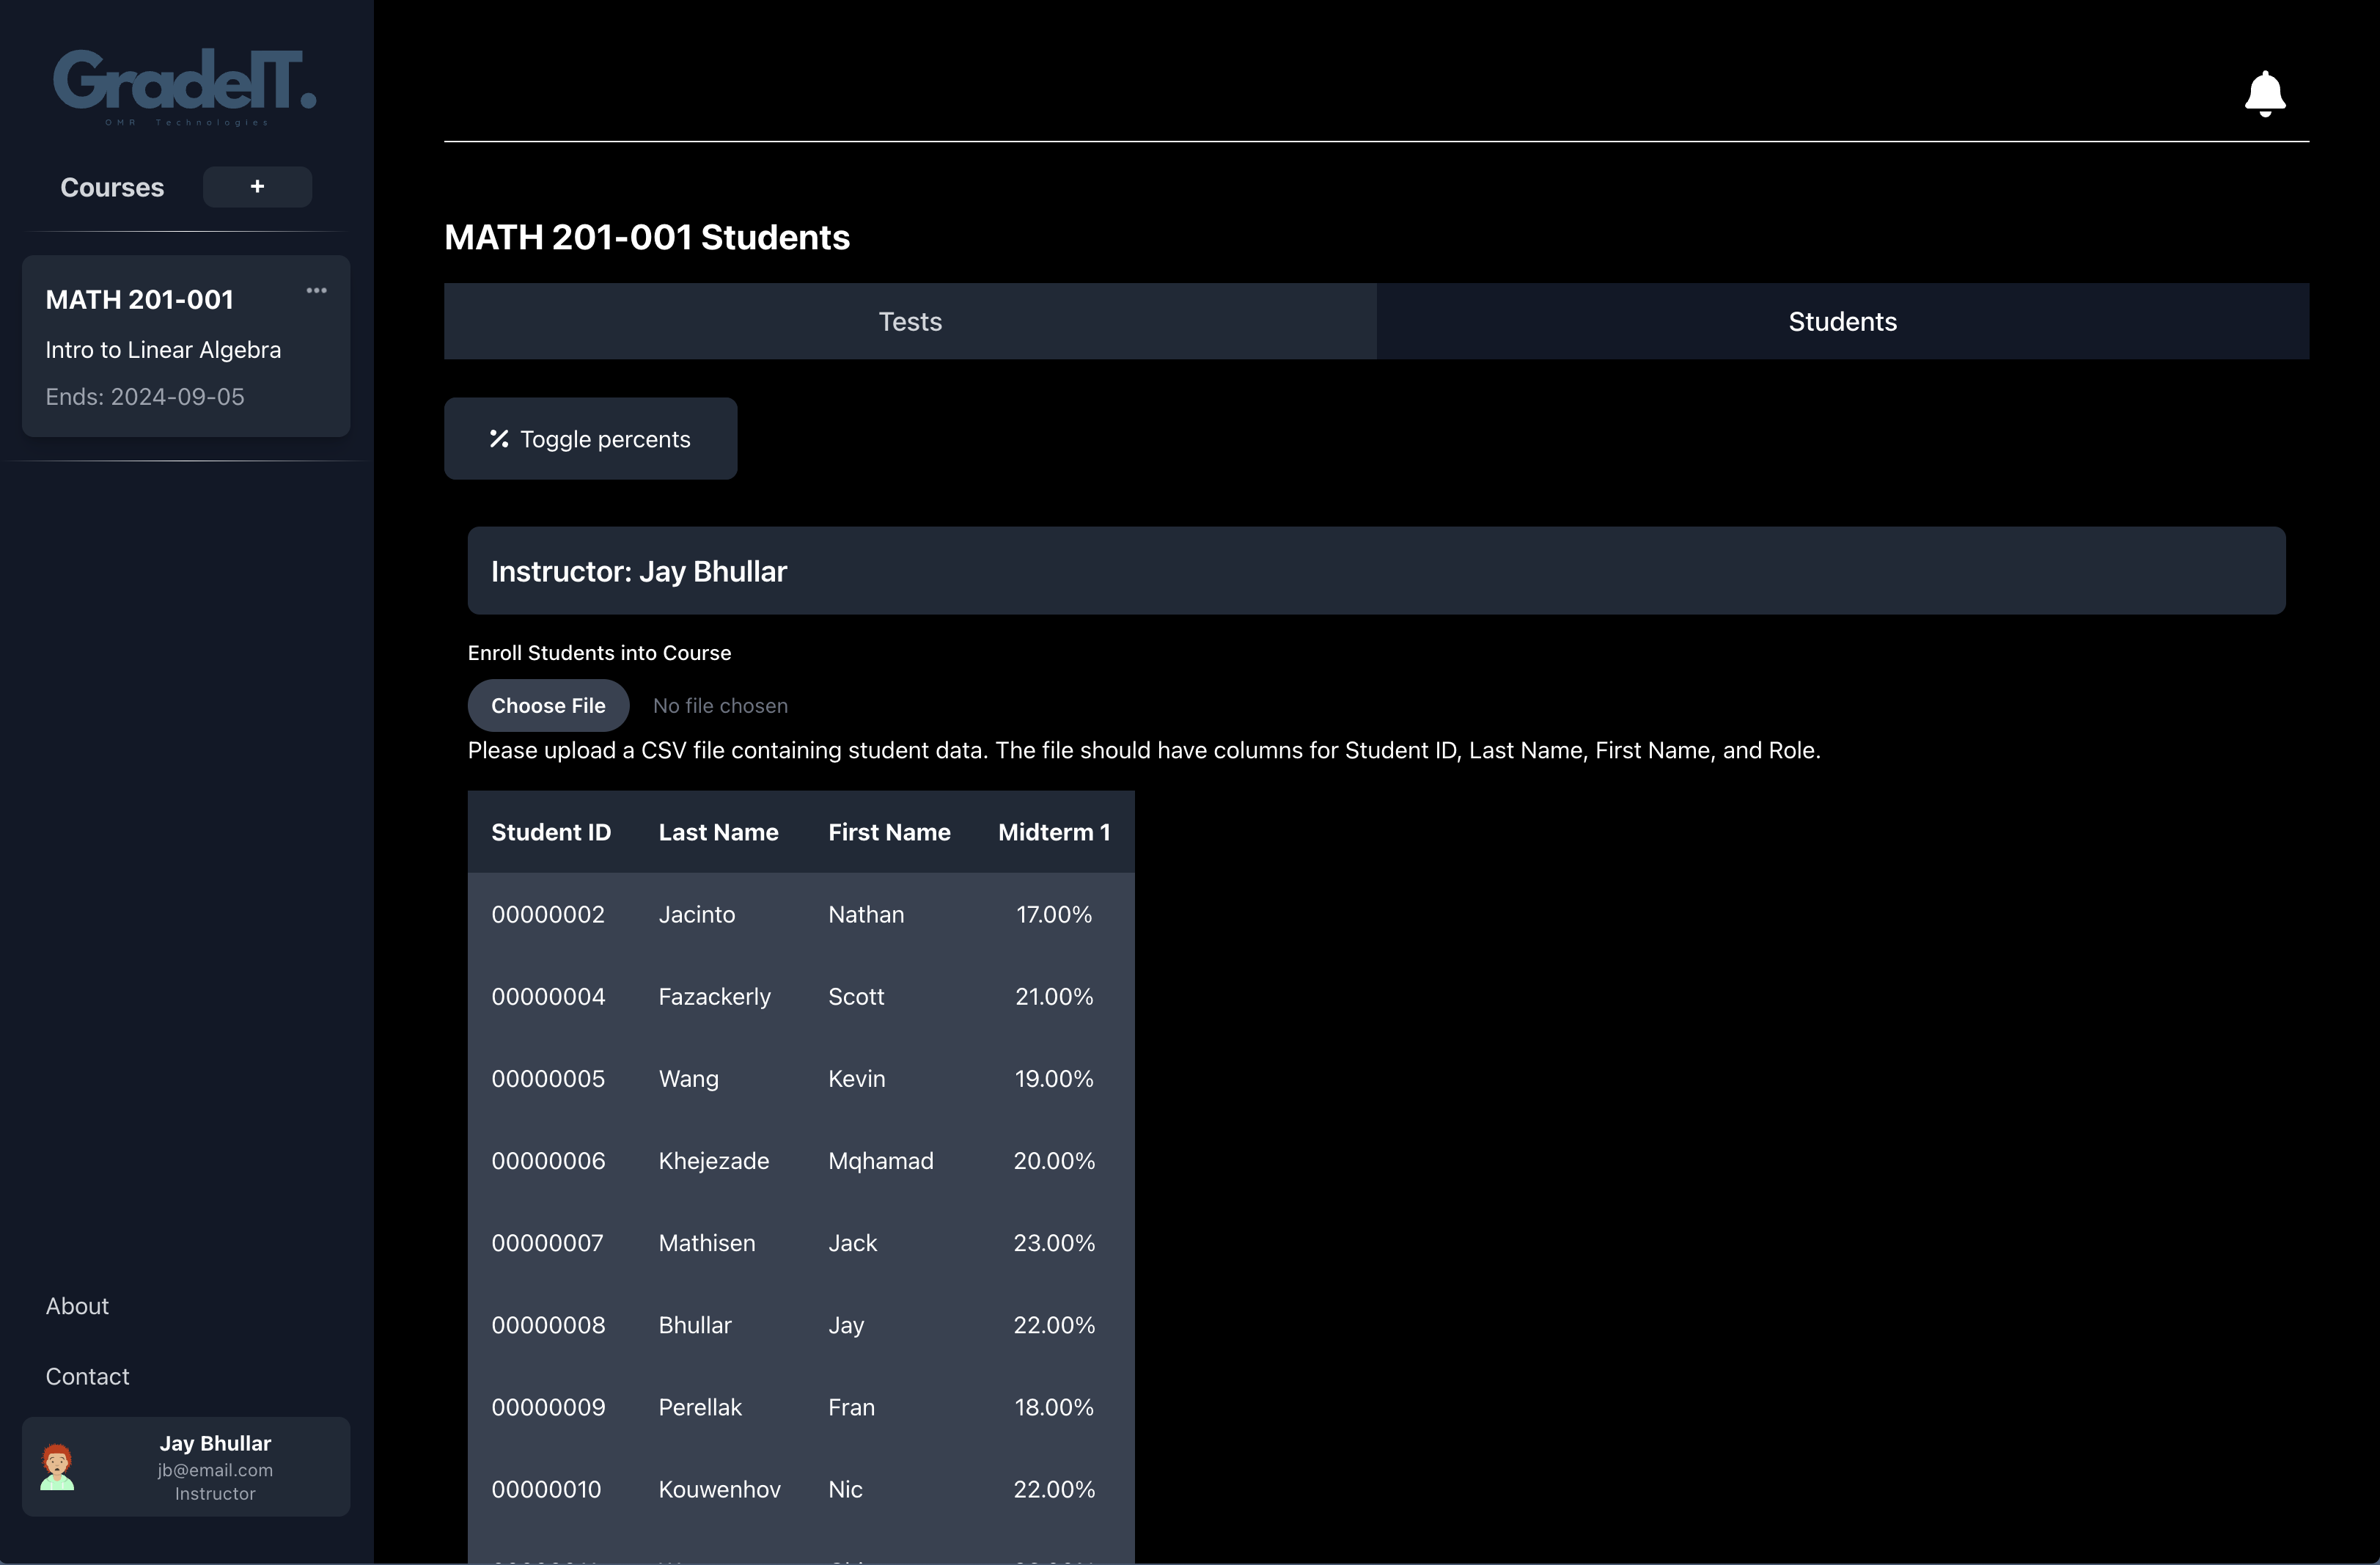 GradeIT.
OMR Technologies
Courses +
MATH 201-001
Intro to Linear Algebra
Ends: 2024-09-05
About
Contact
Jay Bhullar
jb@email.com
Instructor
MATH 201-001 Students
Tests Students
Toggle percents
Instructor: Jay Bhullar
Enroll Students into Course
Choose File No file chosen
Please upload a CSV file containing student data. The file should have columns for Student ID, Last Name, First Name, and Role.
Student ID Last Name First Name Midterm 1
00000002 Jacinto Nathan 17.00%
00000004 Fazackerly Scott 21.00%
00000005 Wang Kevin 19.00%
00000006 Khejezade Mqhamad 20.00%
00000007 Mathisen Jack 23.00%
00000008 Bhullar Jay 22.00%
00000009 Perellak Fran 18.00%
00000010 Kouwenhov Nic 22.00%